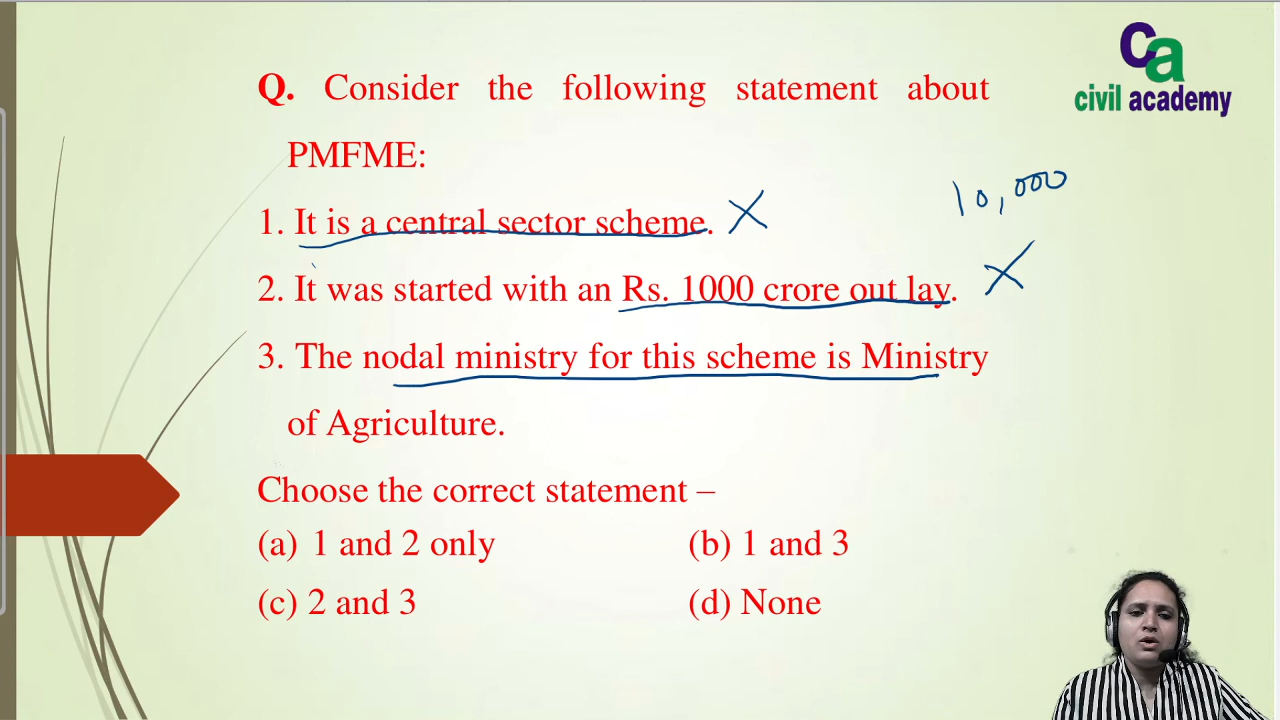 ca
civil academy
Q. Consider the following statement about
PMFME:
10,000
1. It is a central sector scheme. X
2. It was started with an Rs. 1000 crore out lay. X
3. The nodal ministry for this scheme is Ministry
of Agriculture.
Choose the correct statement –
(a) 1 and 2 only (b) 1 and 3
(c) 2 and 3 (d) None